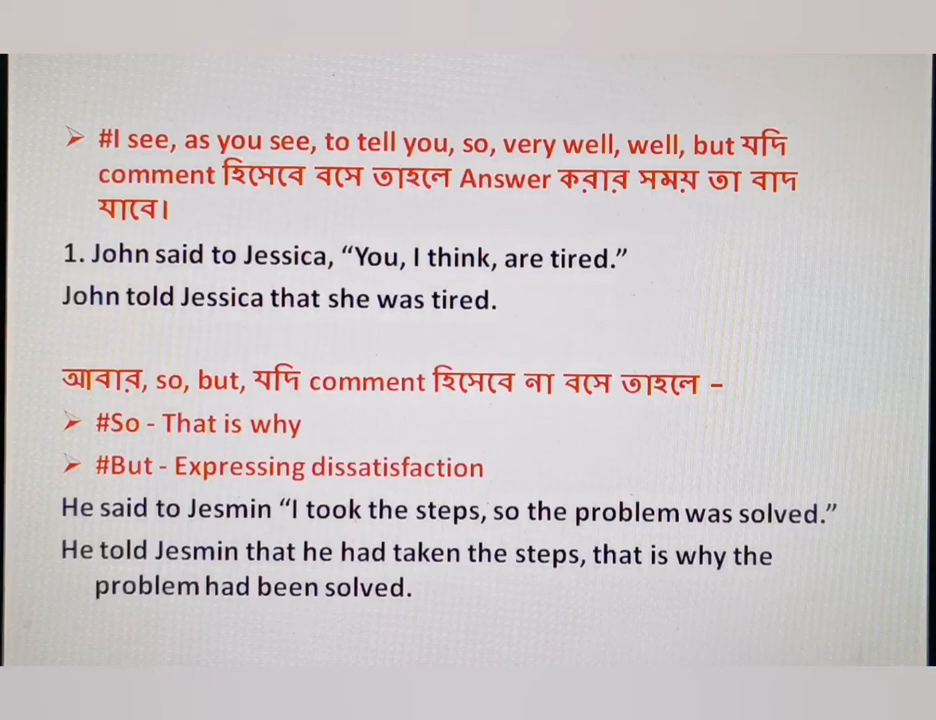 ➢ #I see, as you see, to tell you, so, very well, well, but যদি
comment হিসেবে বসে তাহলে Answer করার সময় তা বাদ
যাবে।
1. John said to Jessica, “You, I think, are tired.”
John told Jessica that she was tired.
আবার, so, but, যদি comment হিসেবে না বসে তাহলে –
➢ #So - That is why
➢ #But - Expressing dissatisfaction
He said to Jesmin “I took the steps, so the problem was solved.”
He told Jesmin that he had taken the steps, that is why the
problem had been solved.